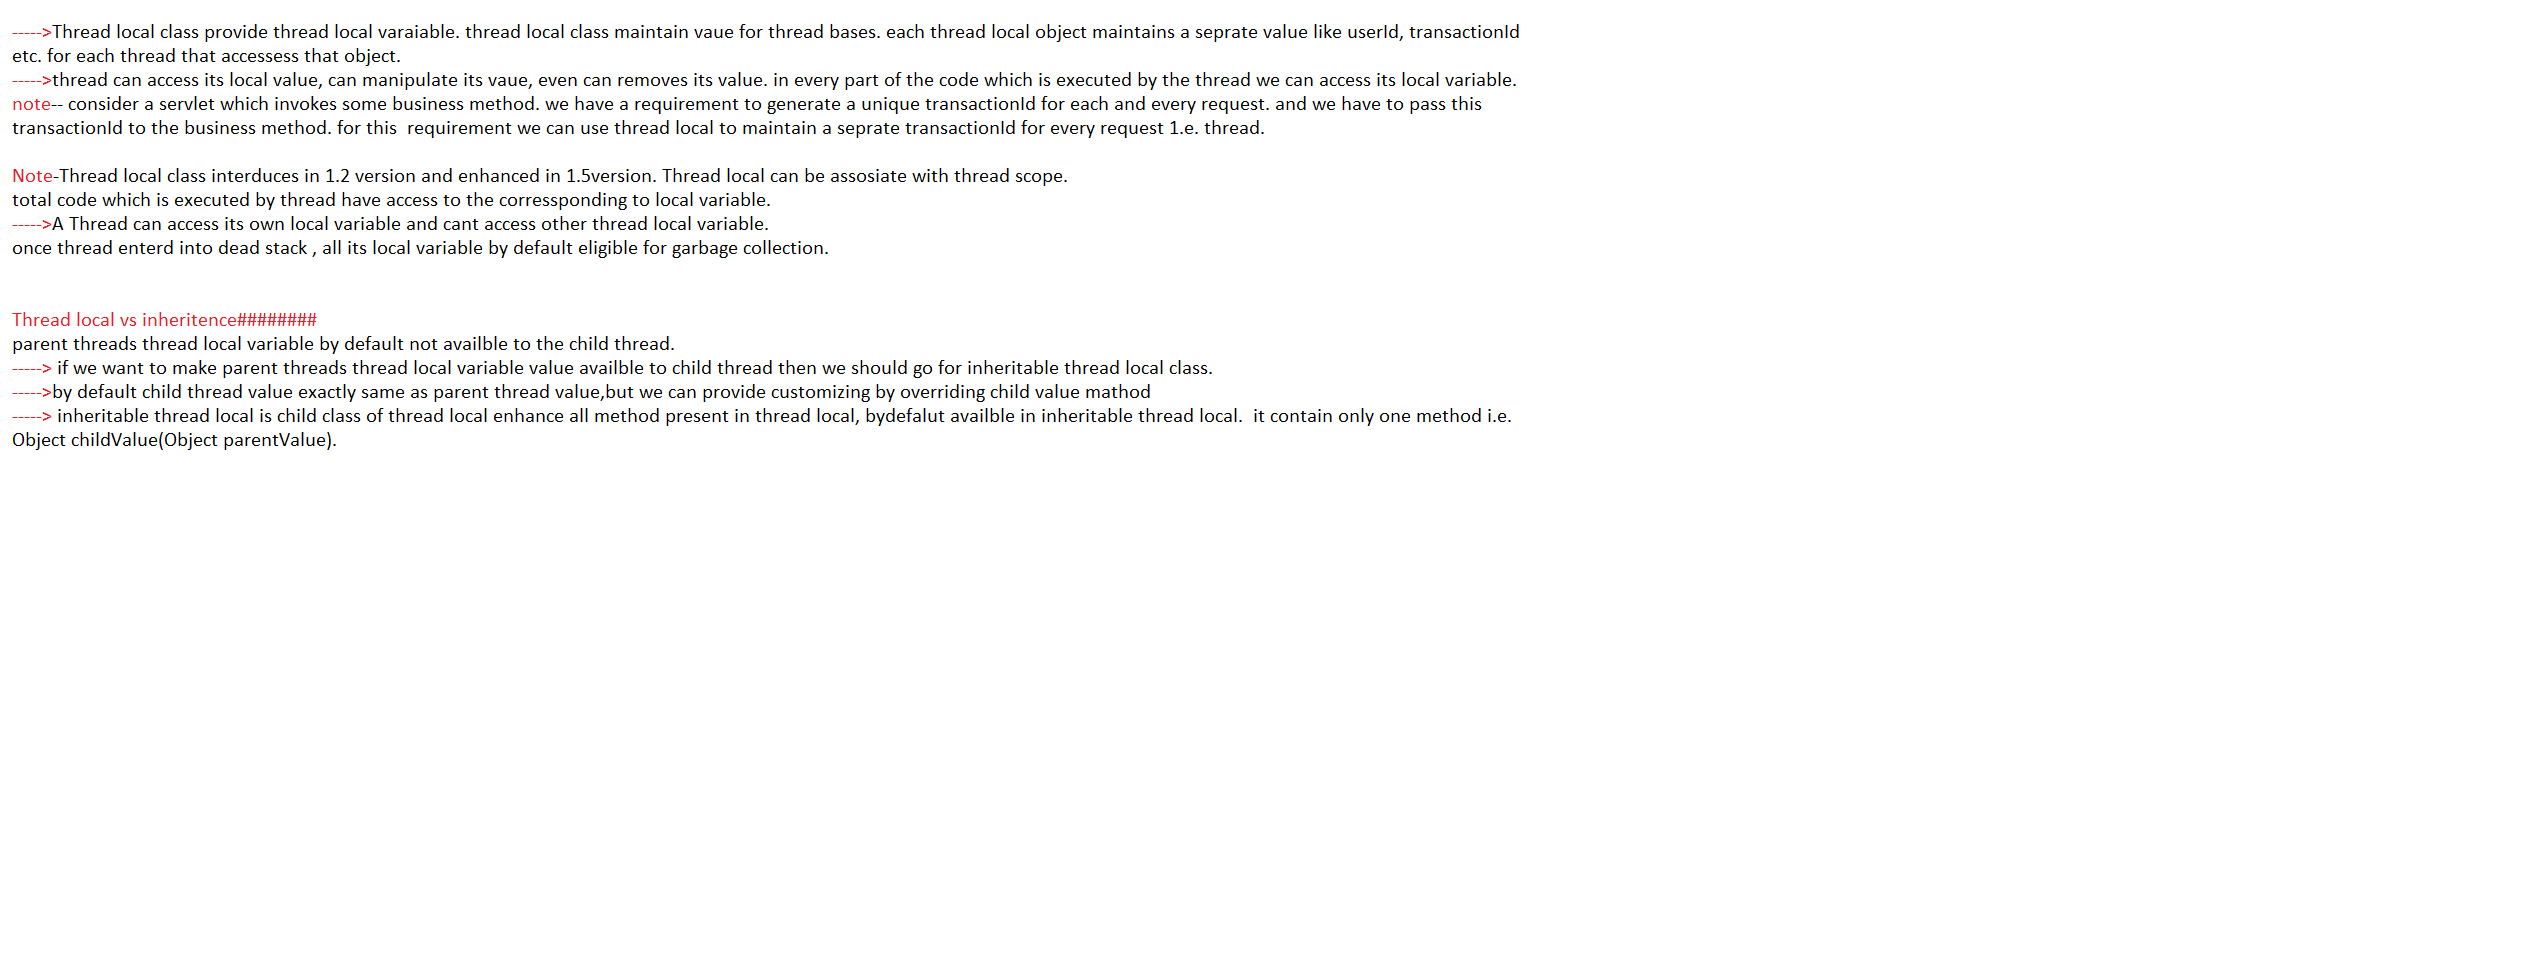 ----->Thread local class provide thread local varaiable. thread local class maintain vaue for thread bases. each thread local object maintains a seprate value like userId, transactionId
etc. for each thread that accessess that object.
----->thread can access its local value, can manipulate its vaue, even can removes its value. in every part of the code which is executed by the thread we can access its local variable.
note-- consider a servlet which invokes some business method. we have a requirement to generate a unique transactionId for each and every request. and we have to pass this
transactionId to the business method. for this  requirement we can use thread local to maintain a seprate transactionId for every request 1.e. thread.
Note-Thread local class interduces in 1.2 version and enhanced in 1.5version. Thread local can be assosiate with thread scope.
total code which is executed by thread have access to the corressponding to local variable.
----->A Thread can access its own local variable and cant access other thread local variable.
once thread enterd into dead stack , all its local variable by default eligible for garbage collection.
Thread local vs inheritence########
parent threads thread local variable by default not availble to the child thread.
-----> if we want to make parent threads thread local variable value availble to child thread then we should go for inheritable thread local class.
----->by default child thread value exactly same as parent thread value,but we can provide customizing by overriding child value mathod
-----> inheritable thread local is child class of thread local enhance all method present in thread local, bydefalut availble in inheritable thread local.  it contain only one method i.e.
Object childValue(Object parentValue).